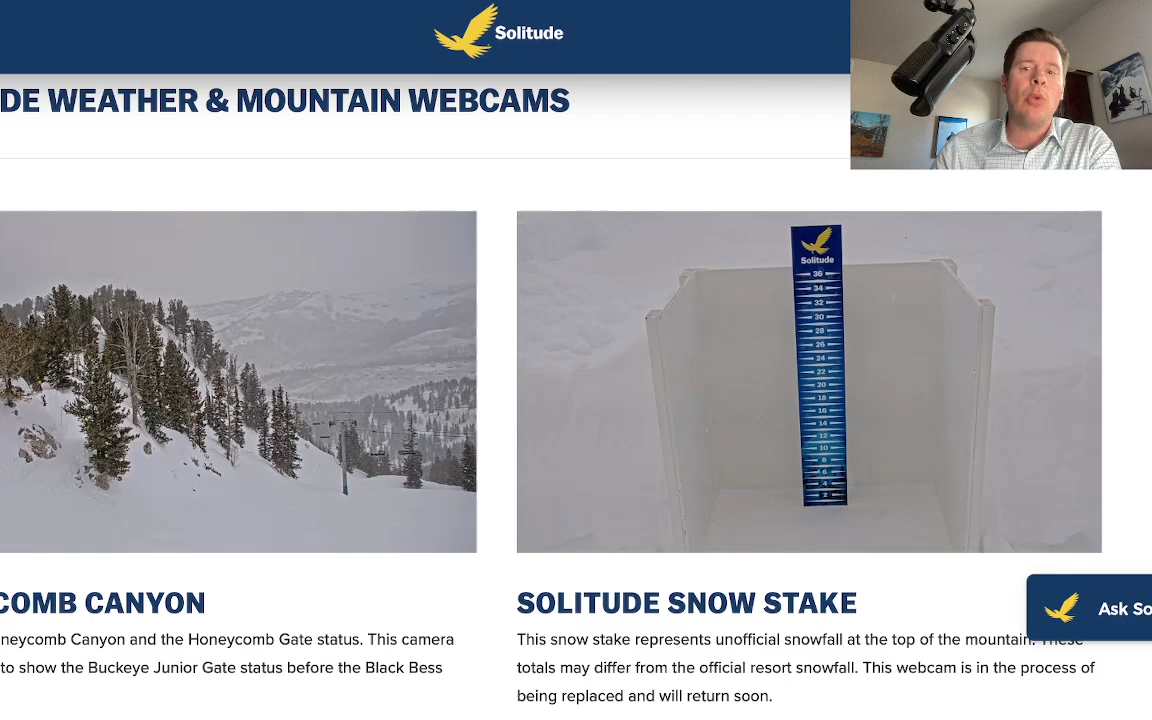 Solitude
DE WEATHER & MOUNTAIN WEBCAMS
Solitude
36
34
32
30
28
26
24
22
20
18
16
14
12
10
8
6
4
2
COMB CANYON
neycomb Canyon and the Honeycomb Gate status. This camera
to show the Buckeye Junior Gate status before the Black Bess
SOLITUDE SNOW STAKE
This snow stake represents unofficial snowfall at the top of the mountain. These
totals may differ from the official resort snowfall. This webcam is in the process of
being replaced and will return soon.
Ask So